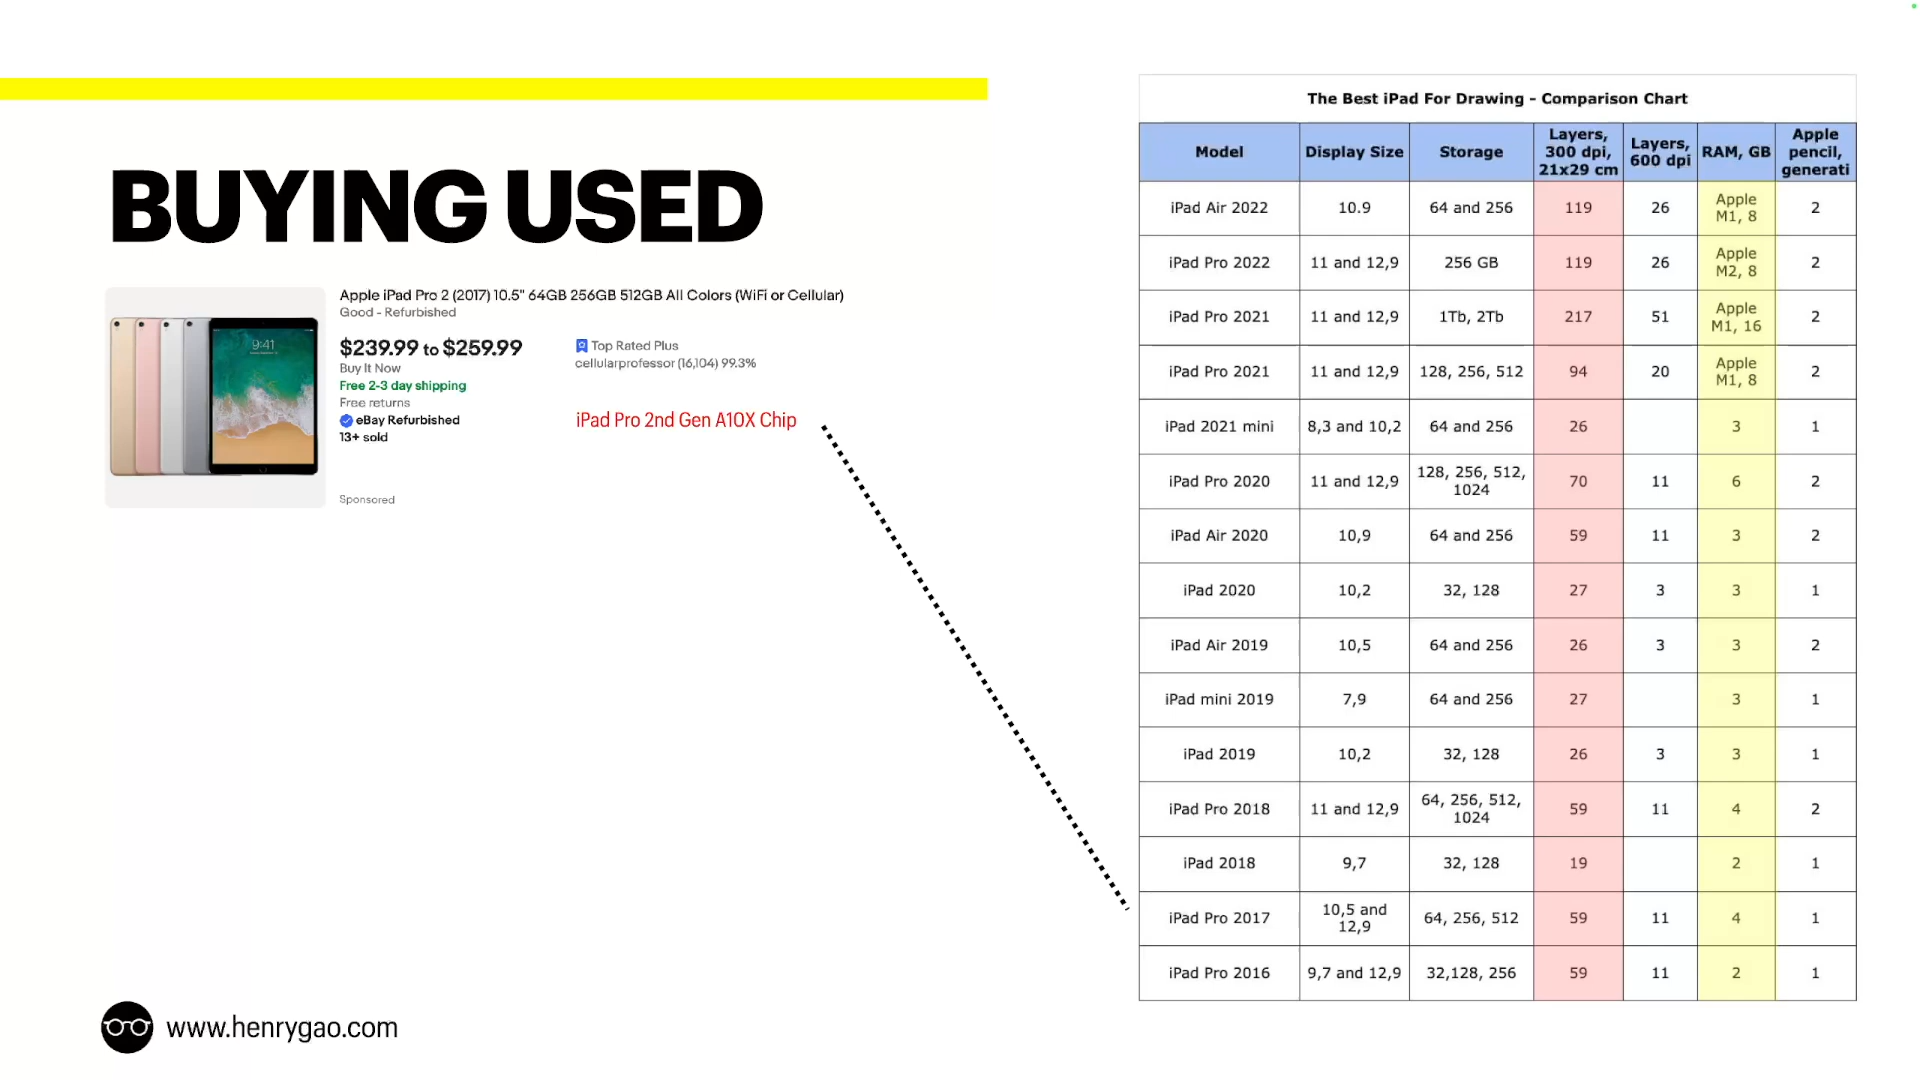 BUYING USED
Apple iPad Pro 2 (2017) 10.5" 64GB 256GB 512GB All Colors (WiFi or Cellular)
Good - Refurbished
$239.99 to $259.99
Buy It Now
Free 2-3 day shipping
Free returns
eBay Refurbished
13+ sold
Sponsored
Top Rated Plus
cellularprofessor (16,104) 99.3%
iPad Pro 2nd Gen A10X Chip
9:41
www.henrygao.com
The Best iPad For Drawing - Comparison Chart
Model Display Size Storage Layers, 300 dpi, 21x29 cm Layers, 600 dpi RAM, GB Apple pencil, generati
iPad Air 2022 10.9 64 and 256 119 26 Apple M1, 8 2
iPad Pro 2022 11 and 12,9 256 GB 119 26 Apple M2, 8 2
iPad Pro 2021 11 and 12,9 1Tb, 2Tb 217 51 Apple M1, 16 2
iPad Pro 2021 11 and 12,9 128, 256, 512 94 20 Apple M1, 8 2
iPad 2021 mini 8,3 and 10,2 64 and 256 26 3 1
iPad Pro 2020 11 and 12,9 128, 256, 512, 1024 70 11 6 2
iPad Air 2020 10,9 64 and 256 59 11 3 2
iPad 2020 10,2 32, 128 27 3 3 1
iPad Air 2019 10,5 64 and 256 26 3 3 2
iPad mini 2019 7,9 64 and 256 27 3 1
iPad 2019 10,2 32, 128 26 3 3 1
iPad Pro 2018 11 and 12,9 64, 256, 512, 1024 59 11 4 2
iPad 2018 9,7 32, 128 19 2 1
iPad Pro 2017 10,5 and 12,9 64, 256, 512 59 11 4 1
iPad Pro 2016 9,7 and 12,9 32,128, 256 59 11 2 1